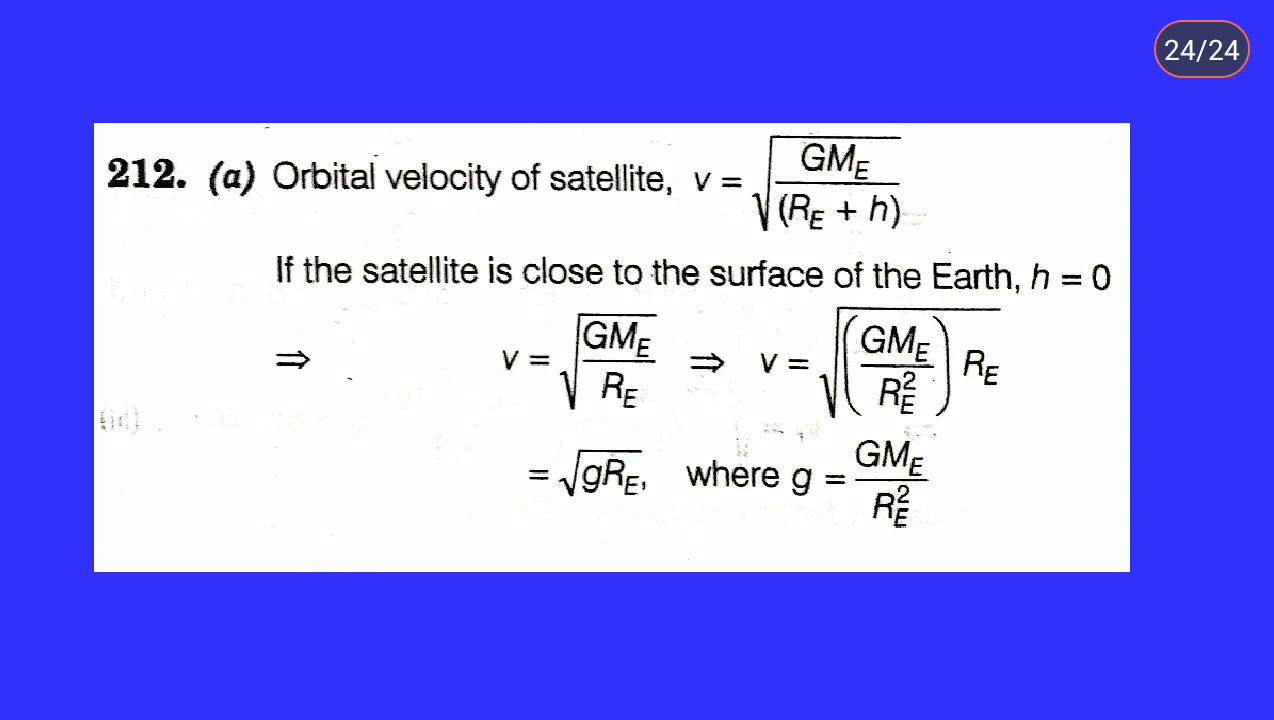 24/24
212. (a) Orbital velocity of satellite, v = √(GM_E / (R_E + h))
If the satellite is close to the surface of the Earth, h = 0
⇒ v = √(GM_E / R_E) ⇒ v = √((GM_E / R_E²) R_E)
= √(gR_E), where g = GM_E / R_E²